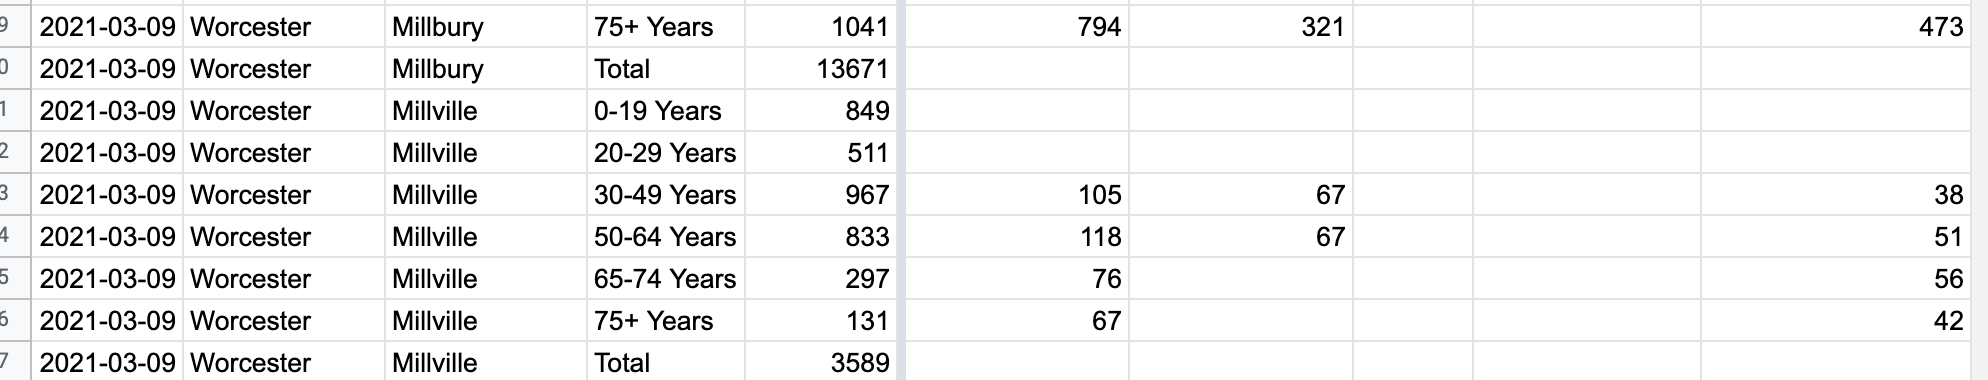 9 2021-03-09 Worcester Millbury 75+ Years 1041 794 321 473
0 2021-03-09 Worcester Millbury Total 13671
1 2021-03-09 Worcester Millville 0-19 Years 849
2 2021-03-09 Worcester Millville 20-29 Years 511
3 2021-03-09 Worcester Millville 30-49 Years 967 105 67 38
4 2021-03-09 Worcester Millville 50-64 Years 833 118 67 51
5 2021-03-09 Worcester Millville 65-74 Years 297 76 56
6 2021-03-09 Worcester Millville 75+ Years 131 67 42
7 2021-03-09 Worcester Millville Total 3589